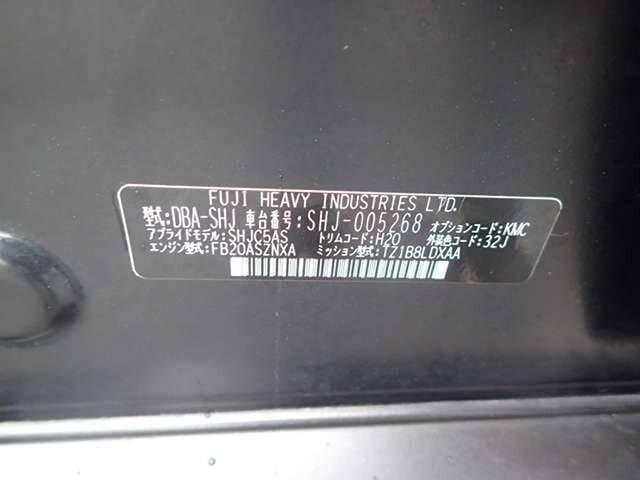 FUJI HEAVY INDUSTRIES LTD.
型式:DBA-SHJ 車台番号:SHJ-005268 オプションコード:KMC
アプライドモデル:SHJC5AS トリムコード:H20 外装色コード:32J
エンジン型式:FB20ASZNXA ミッション型式:TZ1B8LDXAA